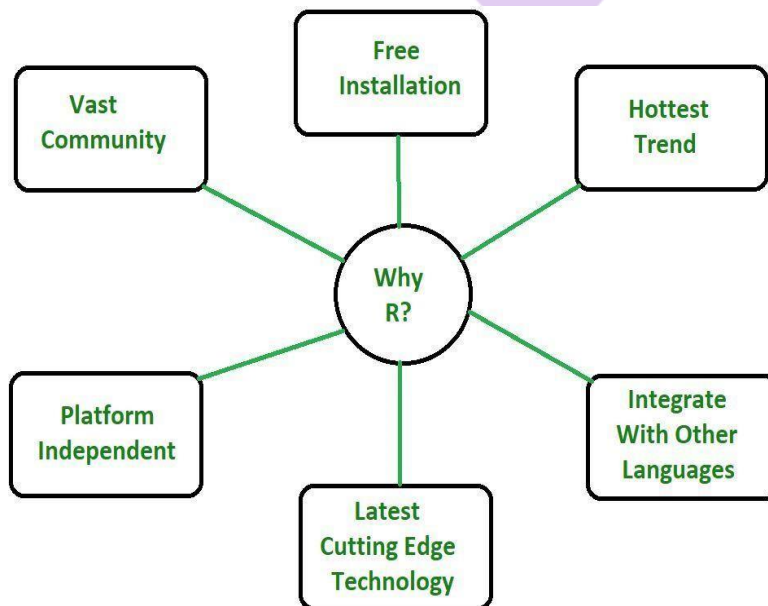 Free
Installation
Vast
Community
Hottest
Trend
Why
R?
Platform
Independent
Integrate
With Other
Languages
Latest
Cutting Edge
Technology